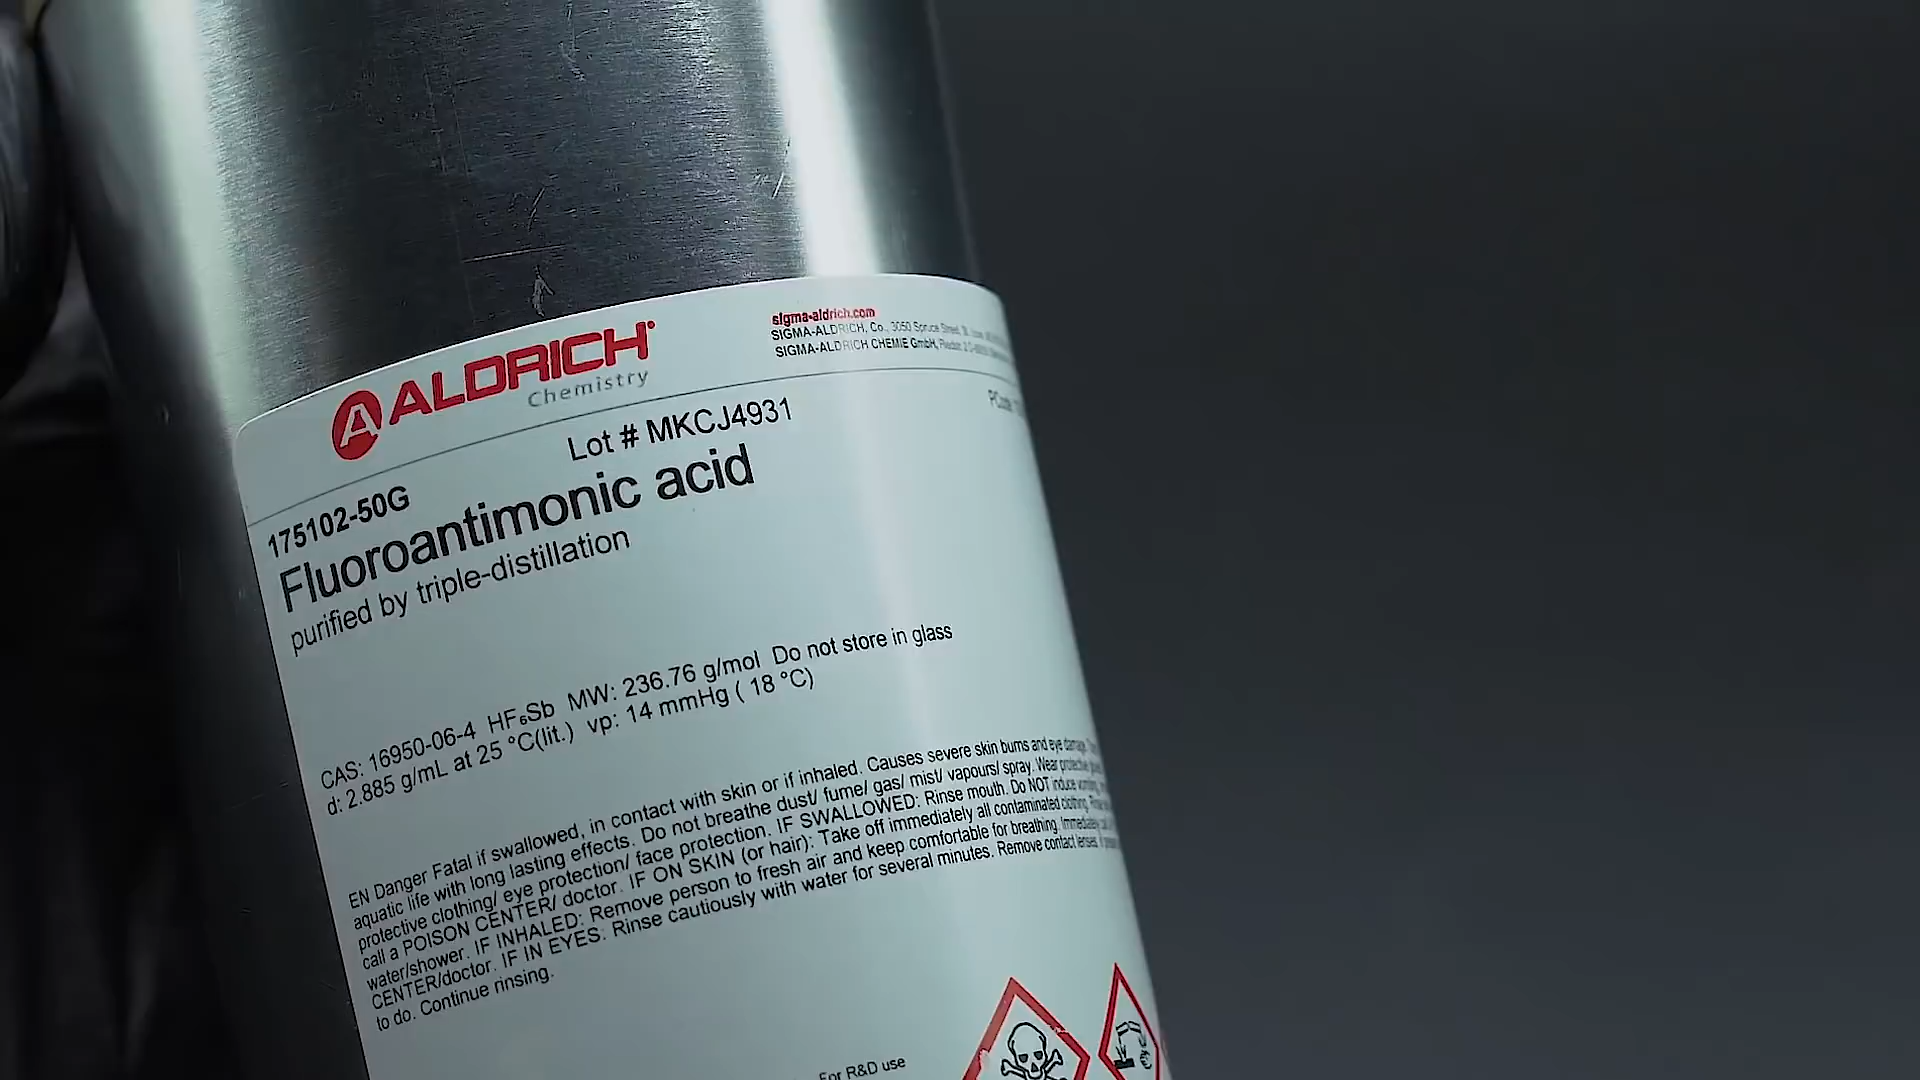 ALDRICH
Chemistry
sigma-aldrich.com
SIGMA-ALDRICH, Co., 3050 Spruce Street, St.
SIGMA-ALDRICH CHEMIE GmbH,
Lot # MKCJ4931
175102-50G
Fluoroantimonic acid
purified by triple-distillation
CAS: 16950-06-4 HF₆Sb MW: 236.76 g/mol Do not store in glass
d: 2.885 g/mL at 25 °C(lit.) vp: 14 mmHg ( 18 °C)
EN Danger Fatal if swallowed, in contact with skin or if inhaled. Causes severe skin burns and eye damage.
aquatic life with long lasting effects. Do not breathe dust/ fume/ gas/ mist/ vapours/ spray. Wear protective
protective clothing/ eye protection/ face protection. IF SWALLOWED: Rinse mouth. Do NOT induce vomiting.
call a POISON CENTER/ doctor. IF ON SKIN (or hair): Take off immediately all contaminated clothing.
water/shower. IF INHALED: Remove person to fresh air and keep comfortable for breathing. Immediately
CENTER/doctor. IF IN EYES: Rinse cautiously with water for several minutes. Remove contact lenses, if
to do. Continue rinsing.
For R&D use